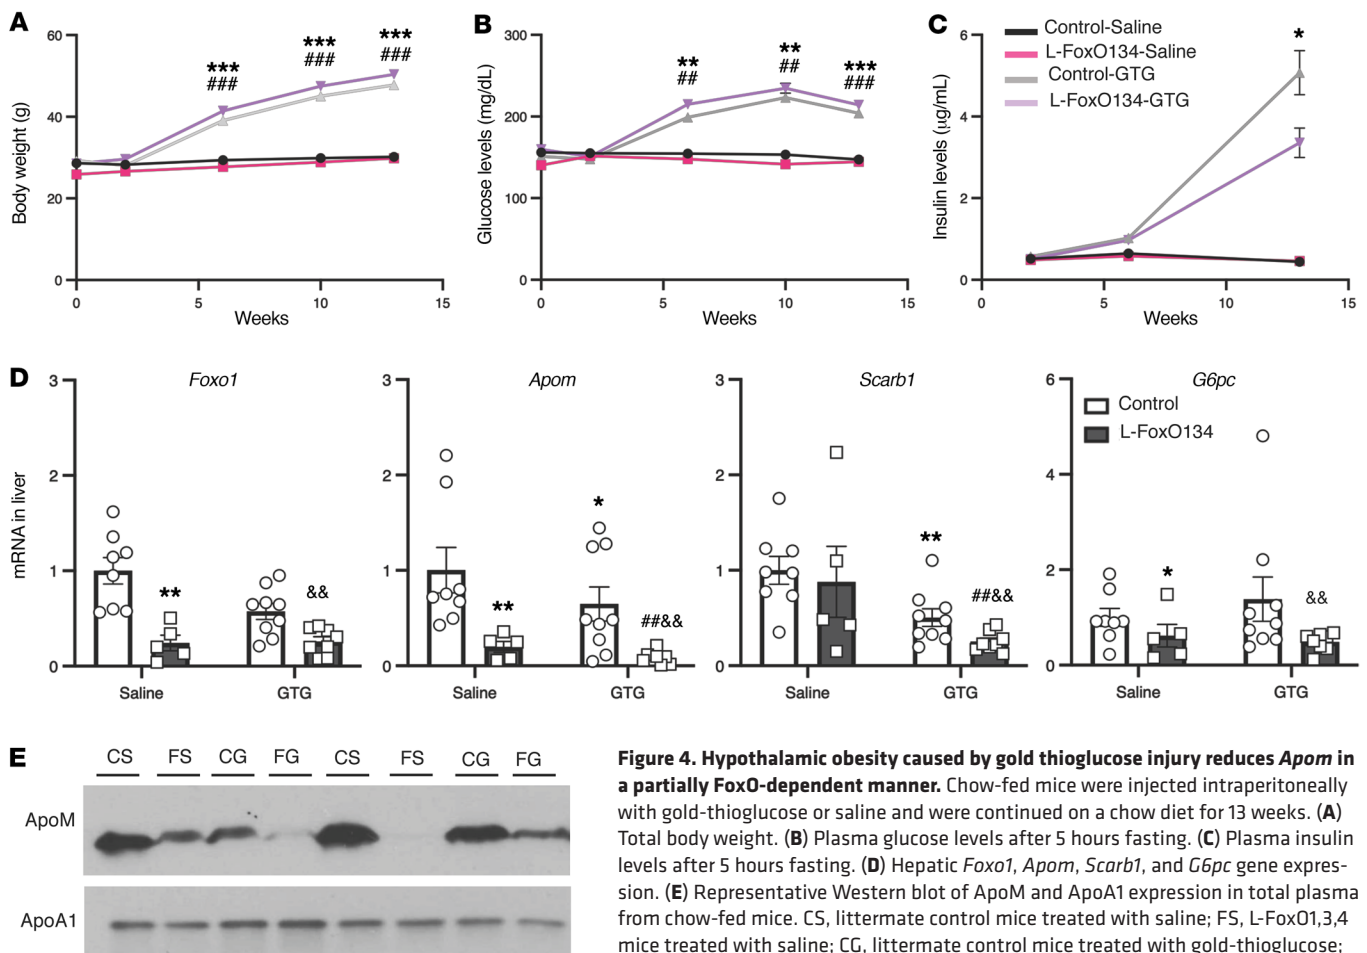 A
60
40
20
0
Body weight (g)
***
###
***
###
***
###
0 5 10 15
Weeks
B
300
200
100
0
Glucose levels (mg/dL)
**
##
**
##
***
###
0 5 10 15
Weeks
C
6
4
2
0
Insulin levels (µg/mL)
Control-Saline
L-FoxO134-Saline
Control-GTG
L-FoxO134-GTG
*
0 5 10 15
Weeks
D
mRNA in liver
Foxo1
3
2
1
0
**
&&
Saline GTG
Apom
3
2
1
0
**
*
##&&
Saline GTG
Scarb1
3
2
1
0
**
##&&
Saline GTG
G6pc
6
4
2
0
Control
L-FoxO134
*
&&
Saline GTG
E
CS FS CG FG CS FS CG FG
ApoM
ApoA1
Figure 4. Hypothalamic obesity caused by gold thioglucose injury reduces Apom in
a partially FoxO-dependent manner. Chow-fed mice were injected intraperitoneally
with gold-thioglucose or saline and were continued on a chow diet for 13 weeks. (A)
Total body weight. (B) Plasma glucose levels after 5 hours fasting. (C) Plasma insulin
levels after 5 hours fasting. (D) Hepatic Foxo1, Apom, Scarb1, and G6pc gene expres-
sion. (E) Representative Western blot of ApoM and ApoA1 expression in total plasma
from chow-fed mice. CS, littermate control mice treated with saline; FS, L-FoxO1,3,4
mice treated with saline; CG, littermate control mice treated with gold-thioglucose;